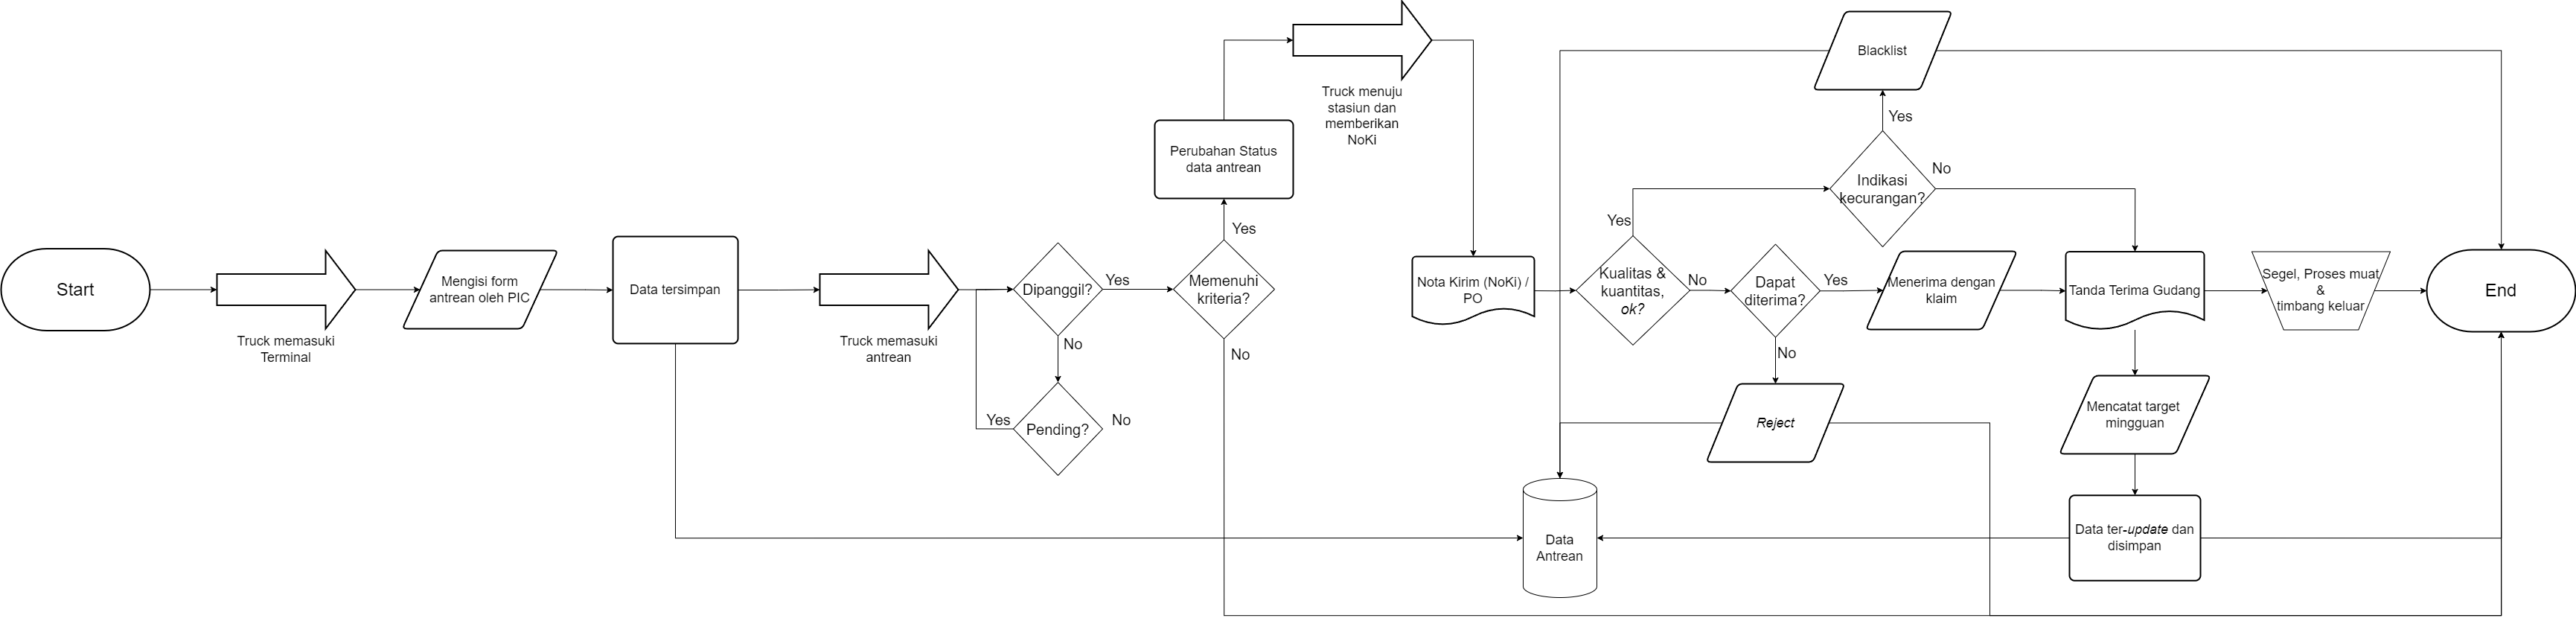 Start
Truck memasuki
Terminal
Mengisi form
antrean oleh PIC
Data tersimpan
Truck memasuki
antrean
Dipanggil?
Yes
No
Pending?
Yes
No
Memenuhi
kriteria?
Yes
No
Perubahan Status
data antrean
Truck menuju
stasiun dan
memberikan
NoKi
Nota Kirim (NoKi) /
PO
Kualitas &
kuantitas,
ok?
Yes
No
Indikasi
kecurangan?
Yes
No
Blacklist
Dapat
diterima?
Yes
No
Reject
Menerima dengan
klaim
Tanda Terima Gudang
Segel, Proses muat
&
timbang keluar
End
Mencatat target
mingguan
Data ter-update dan
disimpan
Data
Antrean